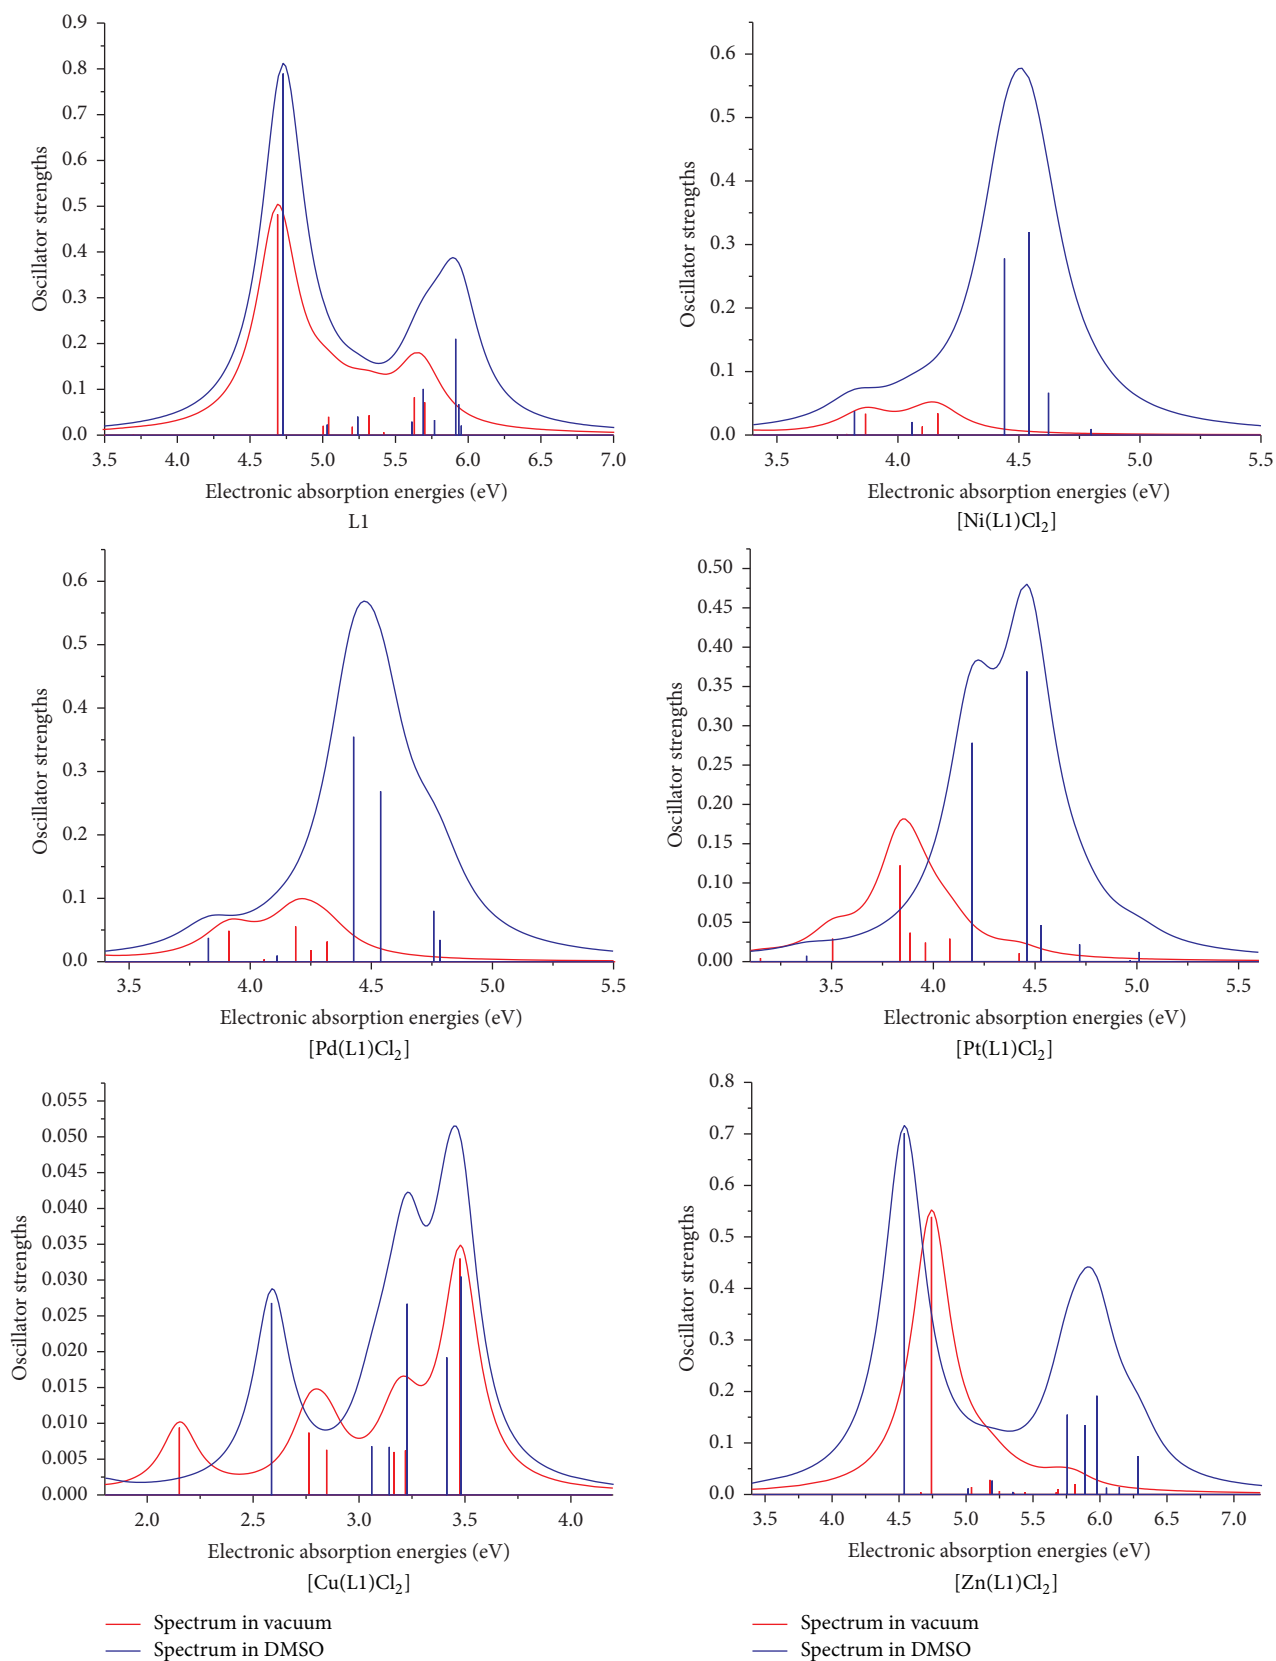 0.9
0.8
0.7
0.6
0.5
0.4
0.3
0.2
0.1
0.0
Oscillator strengths
3.5 4.0 4.5 5.0 5.5 6.0 6.5 7.0
Electronic absorption energies (eV)
L1
0.6
0.5
0.4
0.3
0.2
0.1
0.0
Oscillator strengths
3.5 4.0 4.5 5.0 5.5
Electronic absorption energies (eV)
[Ni(L1)Cl₂]
0.6
0.5
0.4
0.3
0.2
0.1
0.0
Oscillator strengths
3.5 4.0 4.5 5.0 5.5
Electronic absorption energies (eV)
[Pd(L1)Cl₂]
0.50
0.45
0.40
0.35
0.30
0.25
0.20
0.15
0.10
0.05
0.00
Oscillator strengths
3.5 4.0 4.5 5.0 5.5
Electronic absorption energies (eV)
[Pt(L1)Cl₂]
0.055
0.050
0.045
0.040
0.035
0.030
0.025
0.020
0.015
0.010
0.005
0.000
Oscillator strengths
2.0 2.5 3.0 3.5 4.0
Electronic absorption energies (eV)
[Cu(L1)Cl₂]
Spectrum in vacuum
Spectrum in DMSO
0.8
0.7
0.6
0.5
0.4
0.3
0.2
0.1
0.0
Oscillator strengths
3.5 4.0 4.5 5.0 5.5 6.0 6.5 7.0
Electronic absorption energies (eV)
[Zn(L1)Cl₂]
Spectrum in vacuum
Spectrum in DMSO